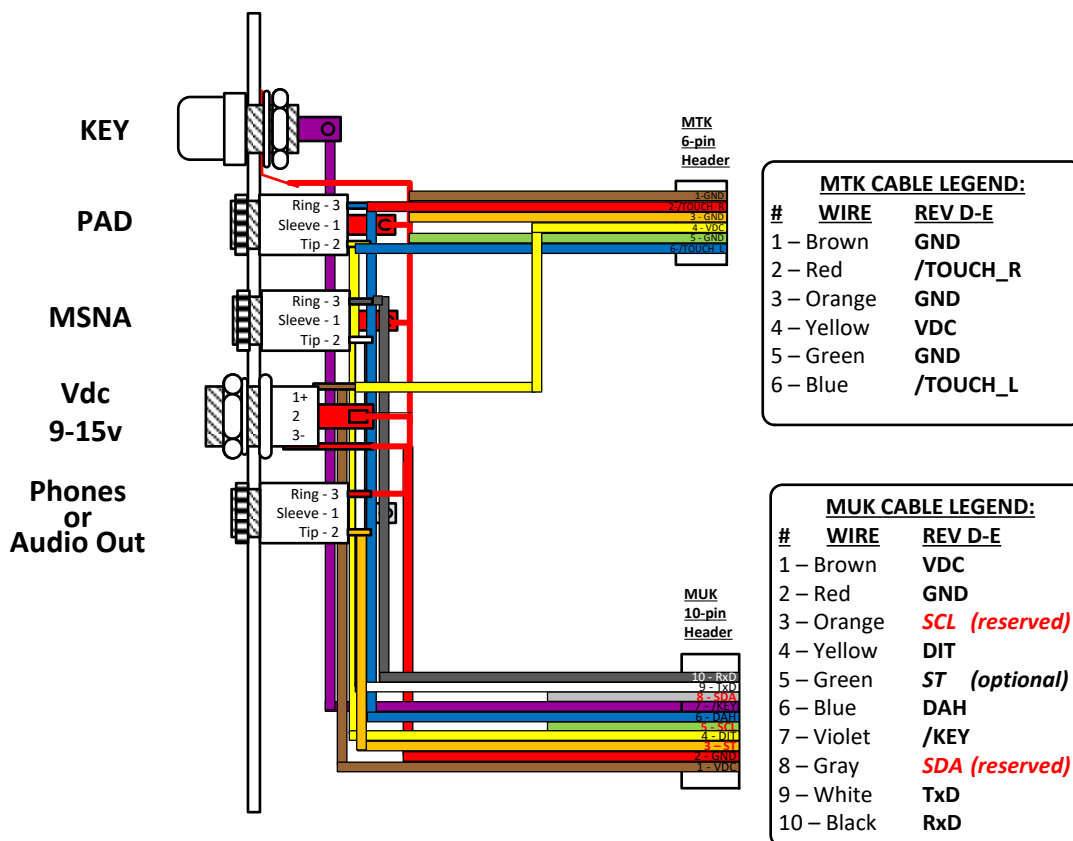 KEY
PAD
Ring - 3
Sleeve - 1
Tip - 2
MSNA
Ring - 3
Sleeve - 1
Tip - 2
Vdc
9-15v
1+
2
3-
Phones
or
Audio Out
Ring - 3
Sleeve - 1
Tip - 2
MTK
6-pin
Header
1-GND
2-/TOUCH_R
3 - GND
4 - VDC
5 - GND
6-/TOUCH_L
MTK CABLE LEGEND:
# WIRE REV D-E
1 – Brown GND
2 – Red /TOUCH_R
3 – Orange GND
4 – Yellow VDC
5 – Green GND
6 – Blue /TOUCH_L
MUK
10-pin
Header
10 - RxD
9 - TxD
8 - SDA
7 - /KEY
6 - DAH
5 - SCL
4 - DIT
3 – ST
2 - GND
1 - VDC
MUK CABLE LEGEND:
# WIRE REV D-E
1 – Brown VDC
2 – Red GND
3 – Orange SCL (reserved)
4 – Yellow DIT
5 – Green ST (optional)
6 – Blue DAH
7 – Violet /KEY
8 – Gray SDA (reserved)
9 – White TxD
10 – Black RxD